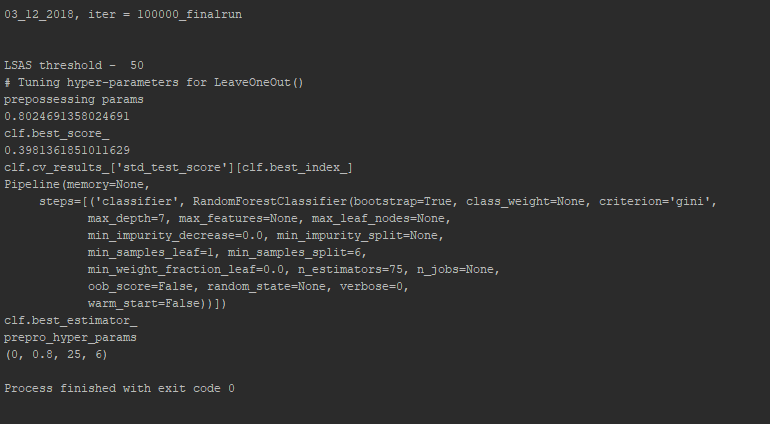 03_12_2018, iter = 100000_finalrun
LSAS threshold -  50
# Tuning hyper-parameters for LeaveOneOut()
prepossessing params
0.8024691358024691
clf.best_score_
0.3981361851011629
clf.cv_results_['std_test_score'][clf.best_index_]
Pipeline(memory=None,
     steps=[('classifier', RandomForestClassifier(bootstrap=True, class_weight=None, criterion='gini',
            max_depth=7, max_features=None, max_leaf_nodes=None,
            min_impurity_decrease=0.0, min_impurity_split=None,
            min_samples_leaf=1, min_samples_split=6,
            min_weight_fraction_leaf=0.0, n_estimators=75, n_jobs=None,
            oob_score=False, random_state=None, verbose=0,
            warm_start=False))])
clf.best_estimator_
prepro_hyper_params
(0, 0.8, 25, 6)
Process finished with exit code 0